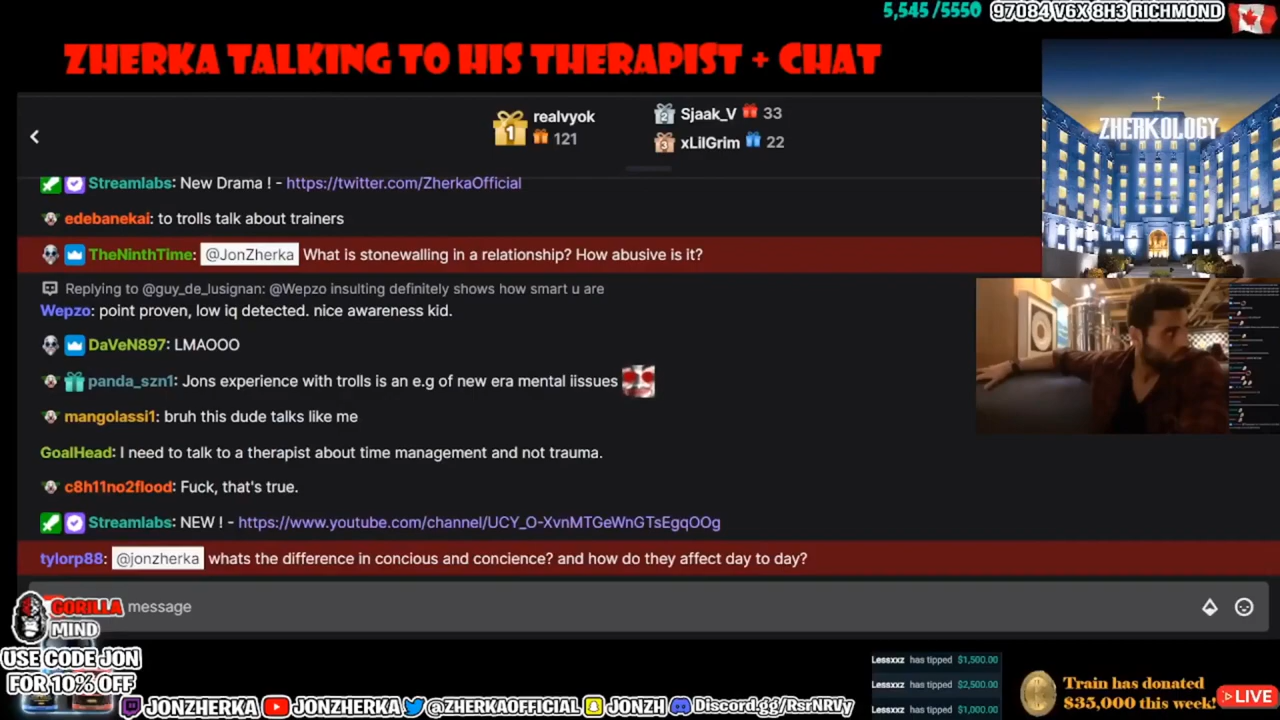 5,545 /5550
97084 V6X 8H3 RICHMOND
ZHERKA TALKING TO HIS THERAPIST + CHAT
ZHERKOLOGY
1 realvyok 121
2 Sjaak_V 33
3 xLilGrim 22
Streamlabs: New Drama ! - https://twitter.com/ZherkaOfficial
edebanekai: to trolls talk about trainers
TheNinthTime: @JonZherka What is stonewalling in a relationship? How abusive is it?
Replying to @guy_de_lusignan: @Wepzo insulting definitely shows how smart u are
Wepzo: point proven, low iq detected. nice awareness kid.
DaVeN897: LMAOOO
panda_szn1: Jons experience with trolls is an e.g of new era mental iissues
mangolassi1: bruh this dude talks like me
GoalHead: I need to talk to a therapist about time management and not trauma.
c8h11no2flood: Fuck, that's true.
Streamlabs: NEW ! - https://www.youtube.com/channel/UCY_O-XvnMTGeWnGTsEgqOOg
tylorp88: @jonzherka whats the difference in concious and concience? and how do they affect day to day?
message
GORILLA
MIND
USE CODE JON
FOR 10% OFF
JONZHERKA JONZHERKA @ZHERKAOFFICIAL JONZH Discord.gg/RsrNRVy
Lessxxz has tipped $1,500.00
Lessxxz has tipped $2,500.00
Lessxxz has tipped $1,000.00
Train has donated
$35,000 this week!
LIVE